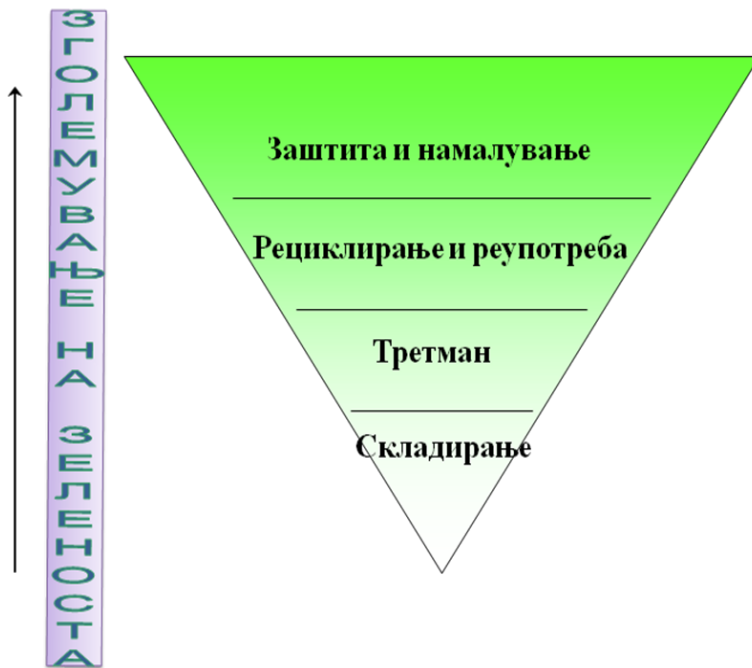 ЗГОЛЕМУВАЊЕ НА ЗЕЛЕНОСТА
Заштита и намалување
Рециклирање и реупотреба
Третман
Складирање